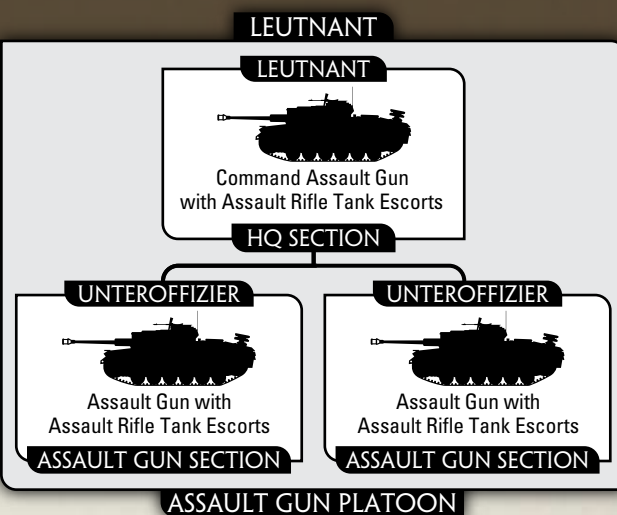 LEUTNANT
LEUTNANT
Command Assault Gun
with Assault Rifle Tank Escorts
HQ SECTION
UNTEROFFIZIER
Assault Gun with
Assault Rifle Tank Escorts
ASSAULT GUN SECTION
UNTEROFFIZIER
Assault Gun with
Assault Rifle Tank Escorts
ASSAULT GUN SECTION
ASSAULT GUN PLATOON